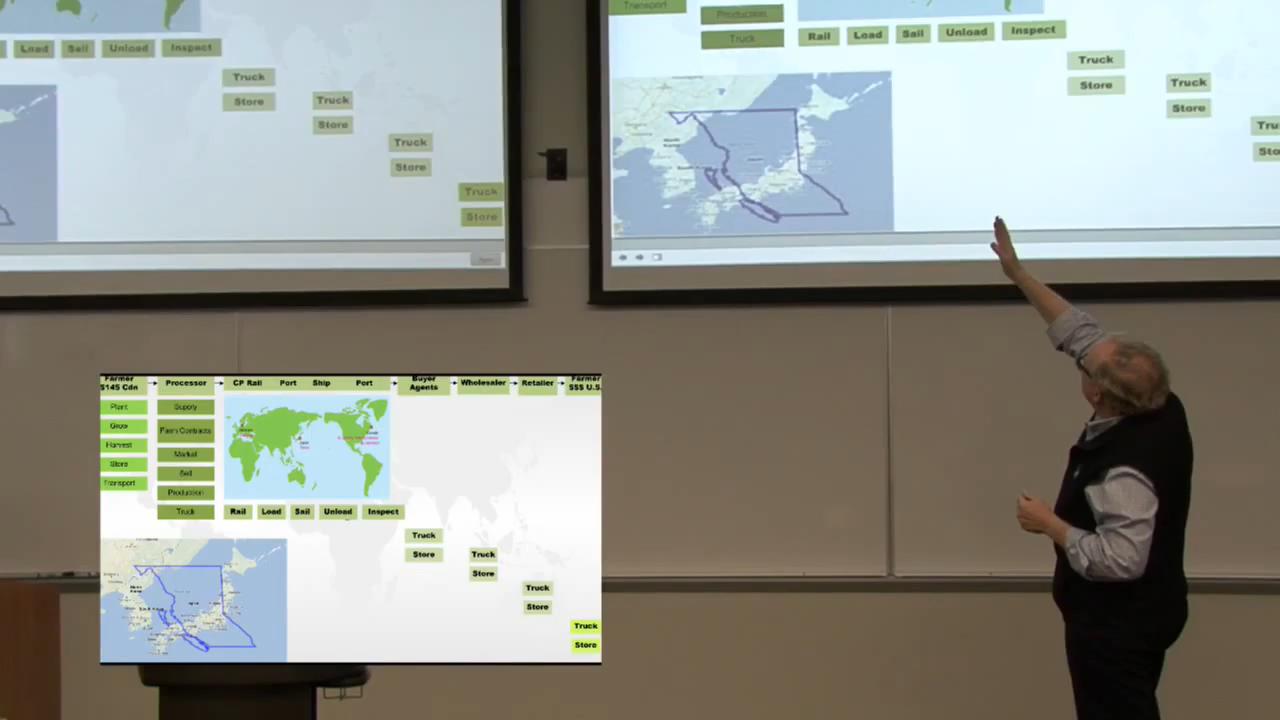 Load Sail Unload Inspect
Truck
Store
Truck
Store
Truck
Store
Truck
Store
Transport
Production
Truck
Rail Load Sail Unload Inspect
Truck
Store
Truck
Store
Farmer
$145 Cdn
Processor
CP Rail Port Ship Port
Buyer
Agents
Wholesaler
Retailer
Farmer
$$$ U.S.
Plant
Grow
Harvest
Store
Transport
Supply
Farm Contracts
Market
Sell
Production
Truck
Rail Load Sail Unload Inspect
Truck
Store
Truck
Store
Truck
Store
Truck
Store